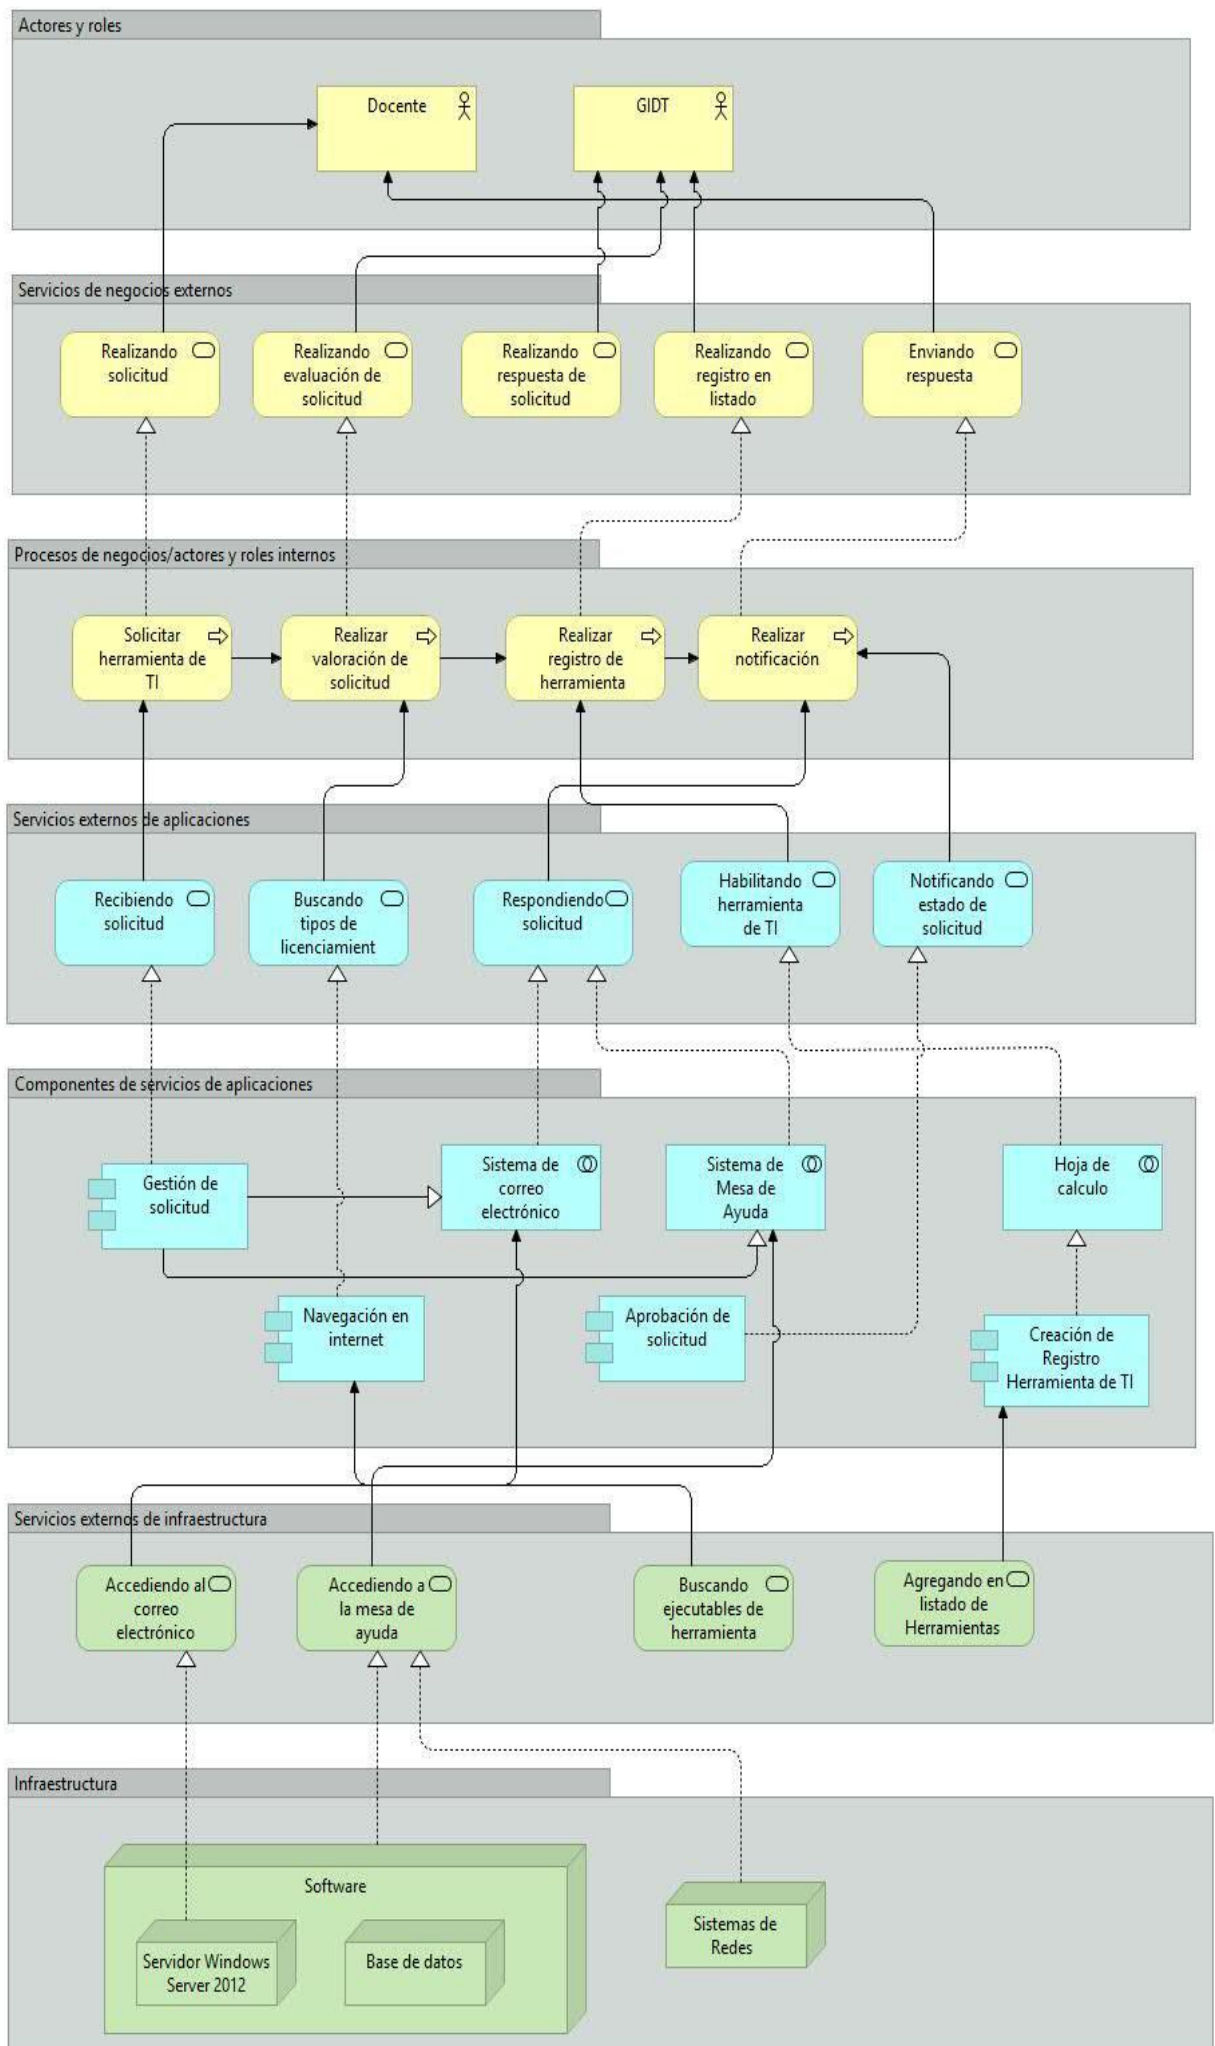 Actores y roles
Docente
GIDT
Servicios de negocios externos
Realizando
solicitud
Realizando
evaluación de
solicitud
Realizando
respuesta de
solicitud
Realizando
registro en
listado
Enviando
respuesta
Procesos de negocios/actores y roles internos
Solicitar
herramienta de
TI
Realizar
valoración de
solicitud
Realizar
registro de
herramienta
Realizar
notificación
Servicios externos de aplicaciones
Recibiendo
solicitud
Buscando
tipos de
licenciamient
Respondiendo
solicitud
Habilitando
herramienta
de TI
Notificando
estado de
solicitud
Componentes de servicios de aplicaciones
Gestión de
solicitud
Sistema de
correo
electrónico
Sistema de
Mesa de
Ayuda
Hoja de
calculo
Navegación en
internet
Aprobación de
solicitud
Creación de
Registro
Herramienta de TI
Servicios externos de infraestructura
Accediendo al
correo
electrónico
Accediendo a
la mesa de
ayuda
Buscando
ejecutables de
herramienta
Agregando en
listado de
Herramientas
Infraestructura
Software
Servidor Windows
Server 2012
Base de datos
Sistemas de
Redes